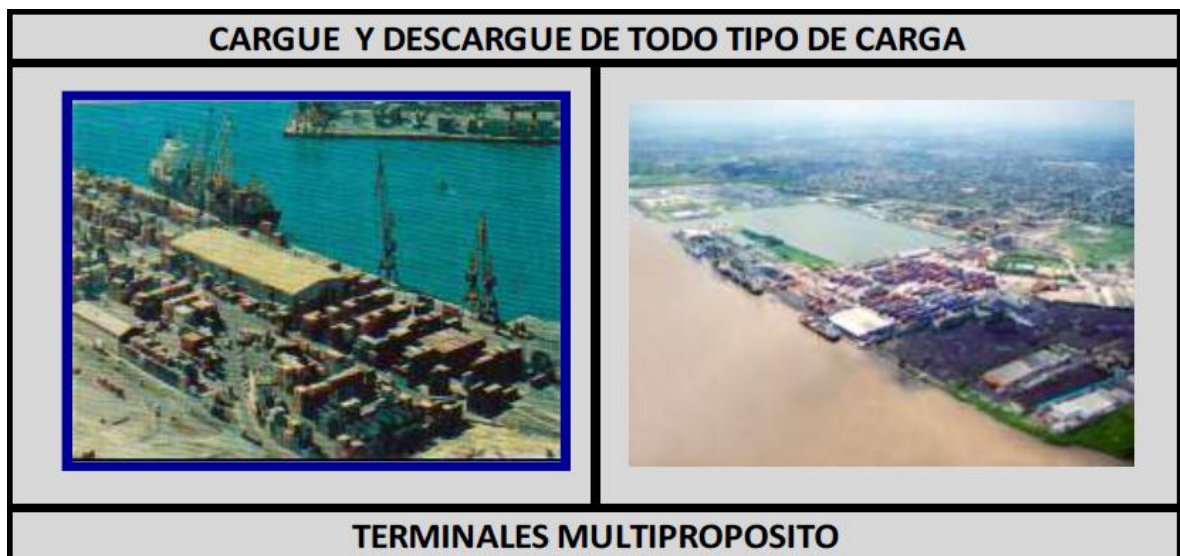 CARGUE Y DESCARGUE DE TODO TIPO DE CARGA
TERMINALES MULTIPROPOSITO